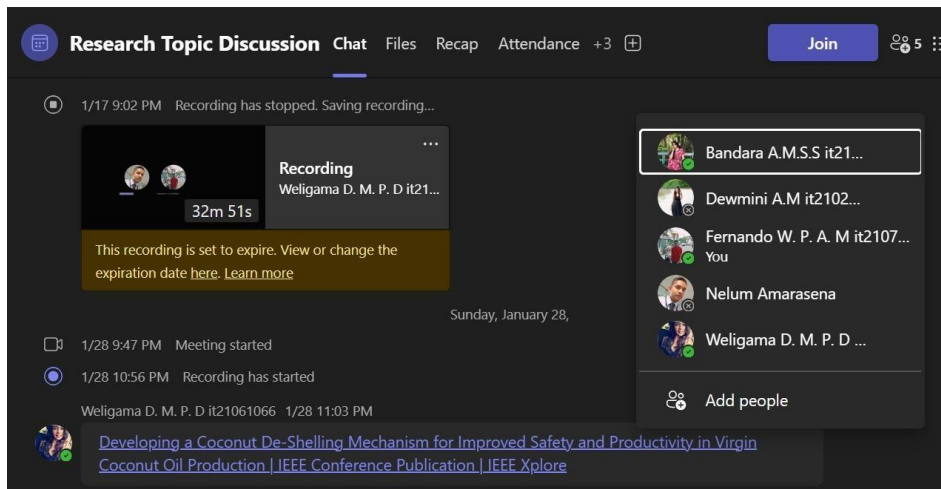 Research Topic Discussion Chat Files Recap Attendance +3 Join 5
1/17 9:02 PM Recording has stopped. Saving recording...
...
Recording
Weligama D. M. P. D it21...
32m 51s
This recording is set to expire. View or change the
expiration date here. Learn more
Sunday, January 28,
1/28 9:47 PM Meeting started
1/28 10:56 PM Recording has started
Weligama D. M. P. D it21061066 1/28 11:03 PM
Developing a Coconut De-Shelling Mechanism for Improved Safety and Productivity in Virgin
Coconut Oil Production | IEEE Conference Publication | IEEE Xplore
Bandara A.M.S.S it21...
Dewmini A.M it2102...
Fernando W. P. A. M it2107...
You
Nelum Amarasena
Weligama D. M. P. D ...
Add people